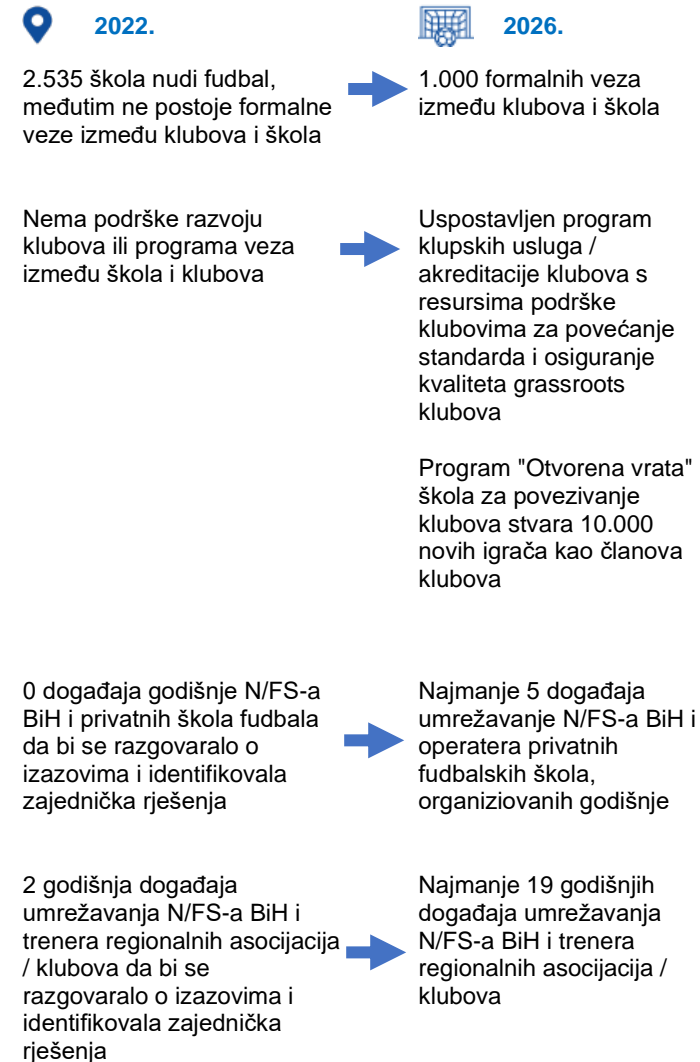 2022.
2026.
2.535 škola nudi fudbal,
međutim ne postoje formalne
veze između klubova i škola
1.000 formalnih veza
između klubova i škola
Nema podrške razvoju
klubova ili programa veza
između škola i klubova
Uspostavljen program
klupskih usluga /
akreditacije klubova s
resursima podrške
klubovima za povećanje
standarda i osiguranje
kvaliteta grassroots
klubova
Program "Otvorena vrata"
škola za povezivanje
klubova stvara 10.000
novih igrača kao članova
klubova
0 događaja godišnje N/FS-a
BiH i privatnih škola fudbala
da bi se razgovaralo o
izazovima i identifikovala
zajednička rješenja
Najmanje 5 događaja
umrežavanje N/FS-a BiH i
operatera privatnih
fudbalskih škola,
organiziovanih godišnje
2 godišnja događaja
umrežavanja N/FS-a BiH i
trenera regionalnih asocijacija
/ klubova da bi se
razgovaralo o izazovima i
identifikovala zajednička
rješenja
Najmanje 19 godišnjih
događaja umrežavanja
N/FS-a BiH i trenera
regionalnih asocijacija /
klubova